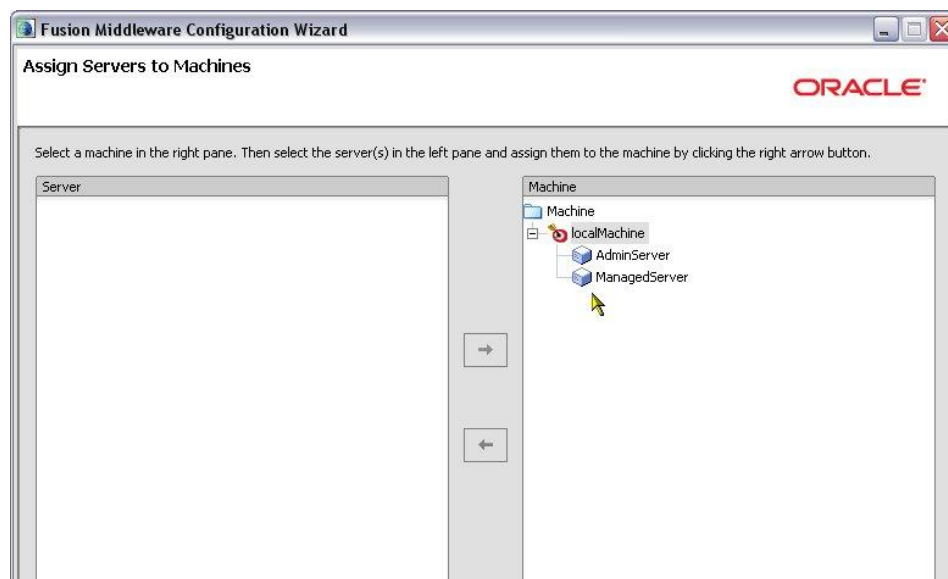 Fusion Middleware Configuration Wizard
Assign Servers to Machines
ORACLE
Select a machine in the right pane. Then select the server(s) in the left pane and assign them to the machine by clicking the right arrow button.
Server
Machine
Machine
localMachine
AdminServer
ManagedServer